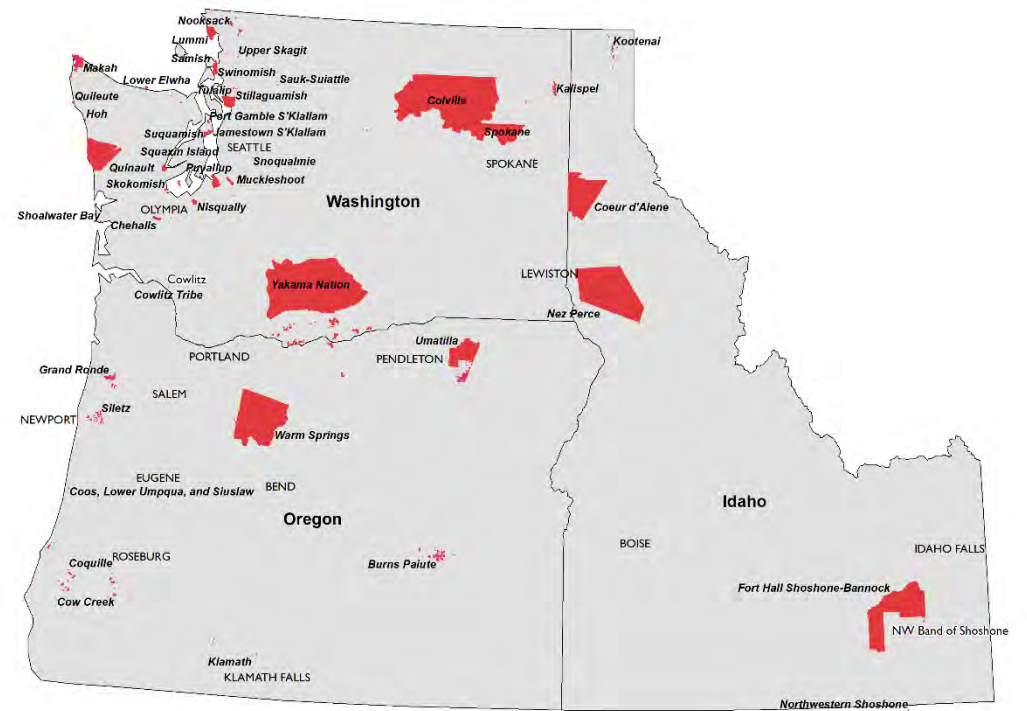 Nooksack
Lummi
Samish
Upper Skagit
Makah
Swinomish
Lower Elwha
Sauk-Suiattle
Tulalip
Stillaguamish
Quileute
Hoh
Port Gamble S'Klallam
Suquamish
Jamestown S'Klallam
SEATTLE
Squaxin Island
Snoqualmie
Quinault
Puyallup
Skokomish
Muckleshoot
Shoalwater Bay
OLYMPIA
Nisqually
Chehalis
Washington
Colville
Spokane
SPOKANE
Kalispel
Kootenai
Coeur d'Alene
Cowlitz
Cowlitz Tribe
Yakama Nation
LEWISTON
Nez Perce
PORTLAND
Umatilla
PENDLETON
Grand Ronde
SALEM
Siletz
NEWPORT
Warm Springs
EUGENE
Coos, Lower Umpqua, and Siuslaw
BEND
Oregon
Idaho
BOISE
IDAHO FALLS
Coquille
ROSEBURG
Cow Creek
Burns Paiute
Fort Hall Shoshone-Bannock
NW Band of Shoshone
Klamath
KLAMATH FALLS
Northwestern Shoshone